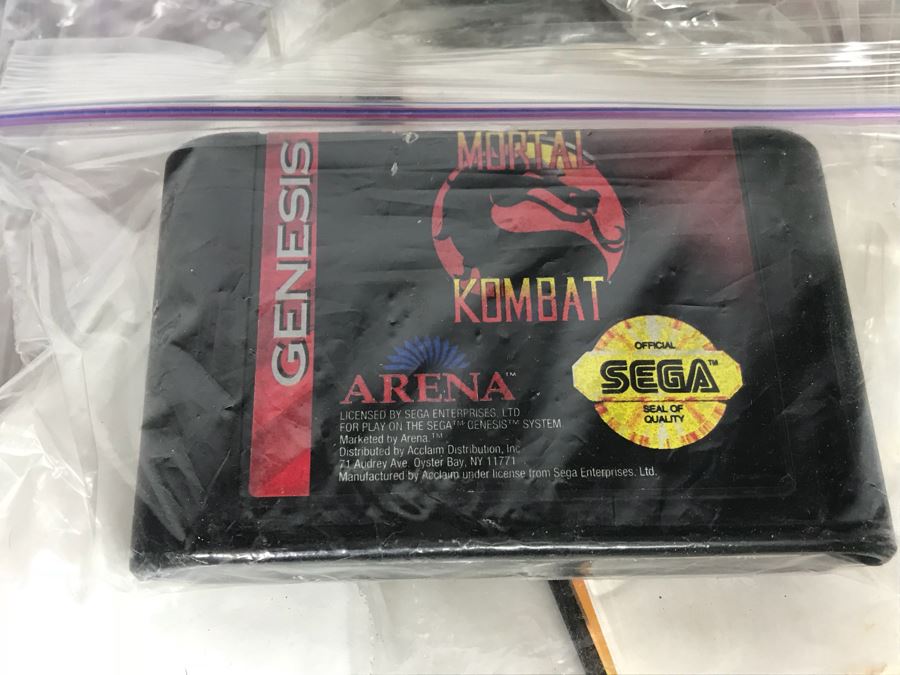 GENESIS
MORTAL
KOMBAT
ARENA™
LICENSED BY SEGA ENTERPRISES, LTD
FOR PLAY ON THE SEGA™ GENESIS™ SYSTEM.
Marketed by Arena.™
Distributed by Acclaim Distribution, Inc.
71 Audrey Ave. Oyster Bay, NY 11771
Manufactured by Acclaim under license from Sega Enterprises. Ltd.
OFFICIAL
SEGA™
SEAL OF
QUALITY